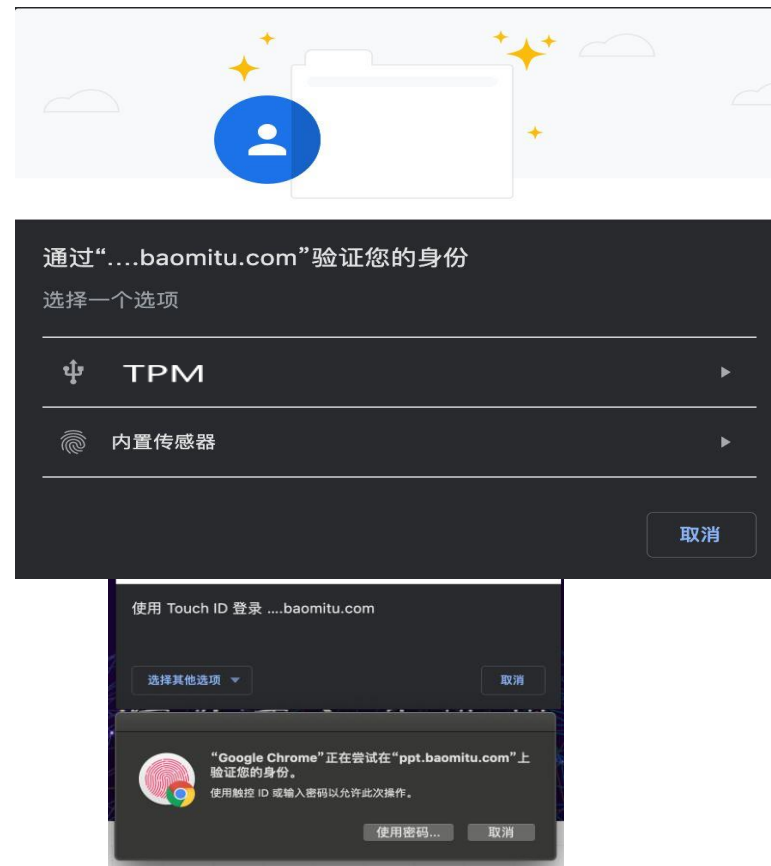 通过“....baomitu.com”验证您的身份
选择一个选项
TPM
内置传感器
取消
使用 Touch ID 登录 ....baomitu.com
选择其他选项
取消
“Google Chrome”正在尝试在“ppt.baomitu.com”上
验证您的身份。
使用触控 ID 或输入密码以允许此次操作。
使用密码...
取消